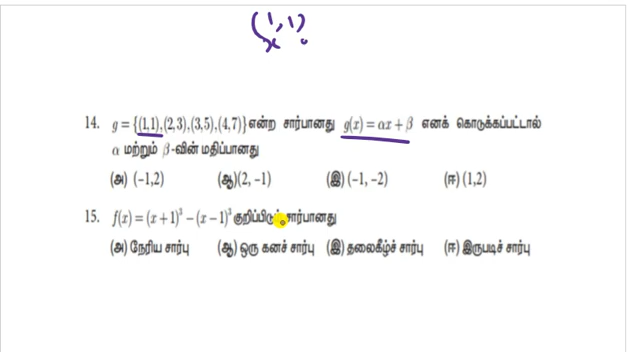 (1,1)
x
14. g = {(1,1),(2,3),(3,5),(4,7)} என்ற சார்பானது g(x) = αx + β எனக் கொடுக்கப்பட்டால்
α மற்றும் β-வின் மதிப்பானது
(அ) (−1,2) (ஆ)(2, −1) (இ) (−1, −2) (ஈ) (1,2)
15. f(x) = (x + 1)³ − (x − 1)³ குறிப்பிடும் சார்பானது
(அ) நேரிய சார்பு (ஆ) ஒரு கனச் சார்பு (இ) தலைகீழ்ச் சார்பு (ஈ) இருபடிச் சார்பு